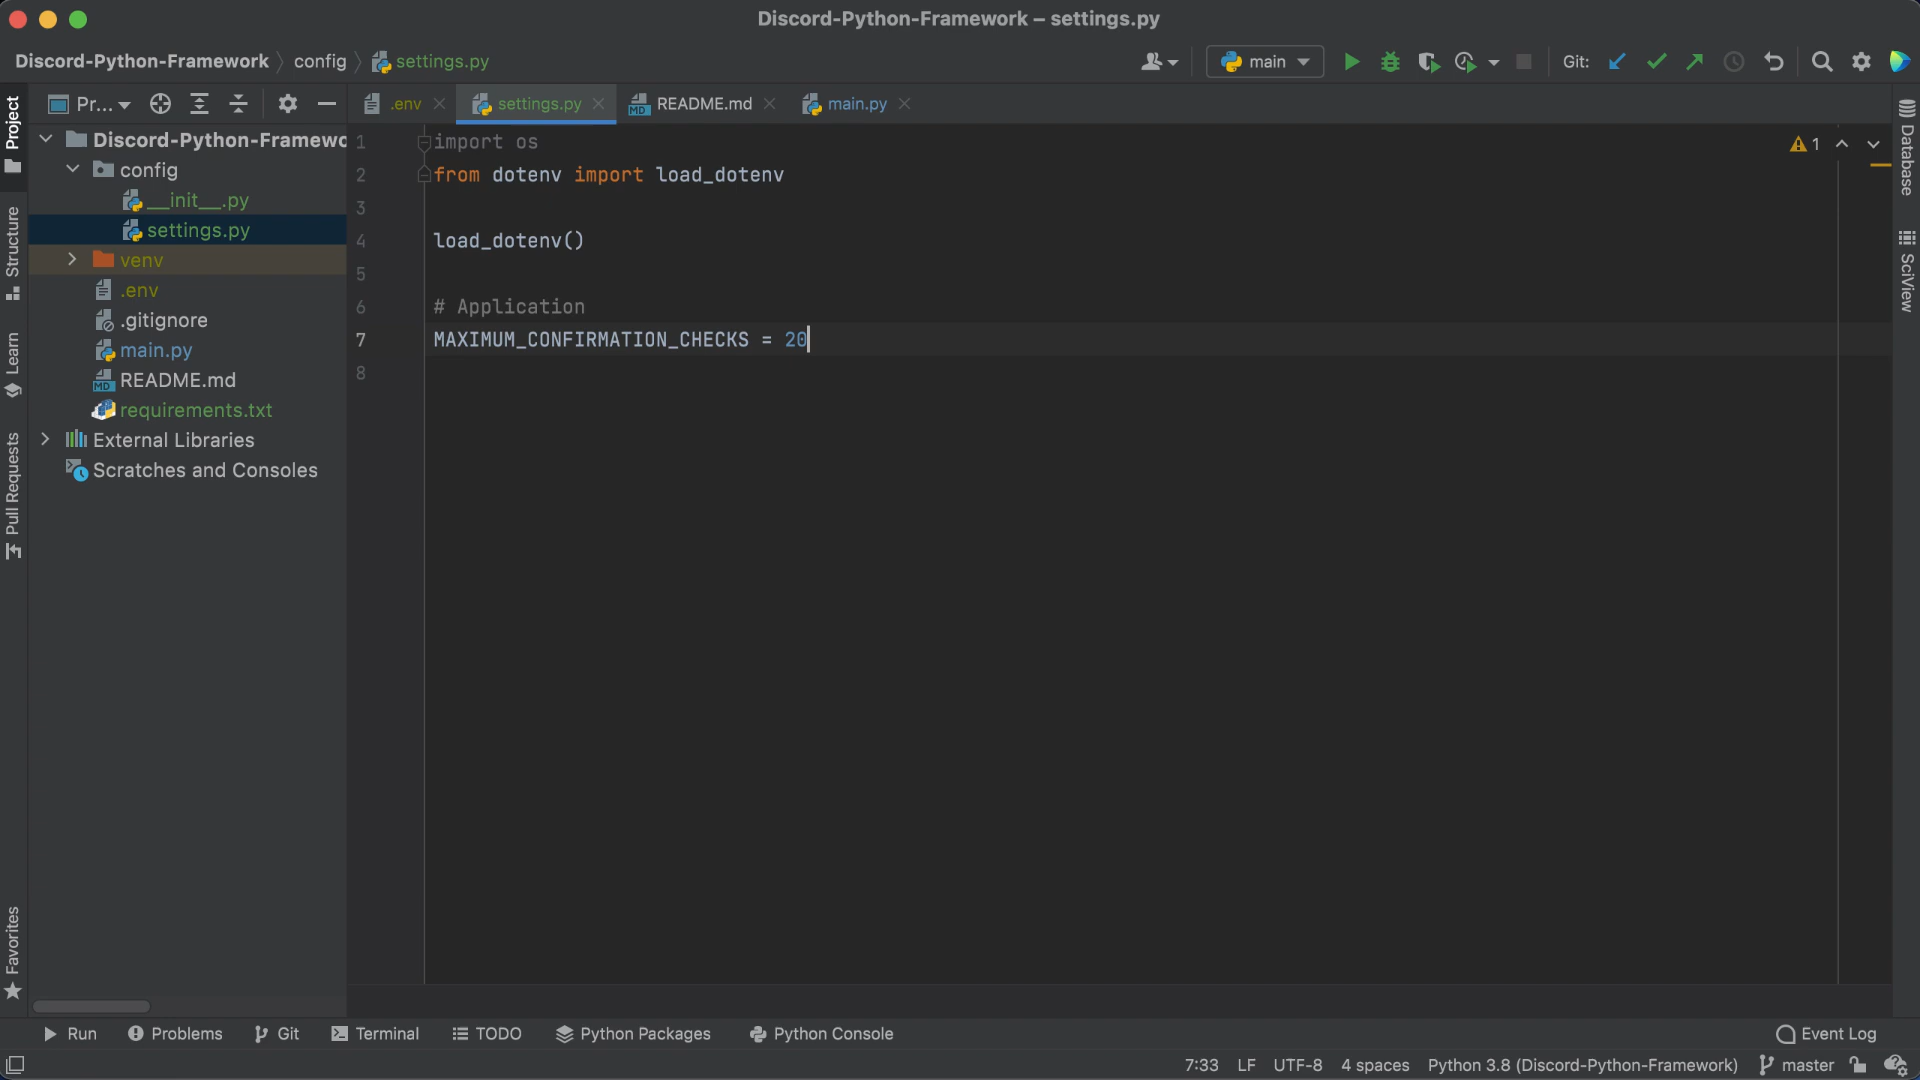 Discord-Python-Framework – settings.py
Discord-Python-Framework config settings.py
main Git:
Pr...
.env settings.py README.md main.py
Project
Structure
Learn
Pull Requests
Favorites
Discord-Python-Framewo
config
__init__.py
settings.py
venv
.env
.gitignore
main.py
README.md
requirements.txt
External Libraries
Scratches and Consoles
1 import os
2 from dotenv import load_dotenv
3
4 load_dotenv()
5
6 # Application
7 MAXIMUM_CONFIRMATION_CHECKS = 20
8
1
Database
SciView
Run Problems Git Terminal TODO Python Packages Python Console Event Log
7:33 LF UTF-8 4 spaces Python 3.8 (Discord-Python-Framework) master